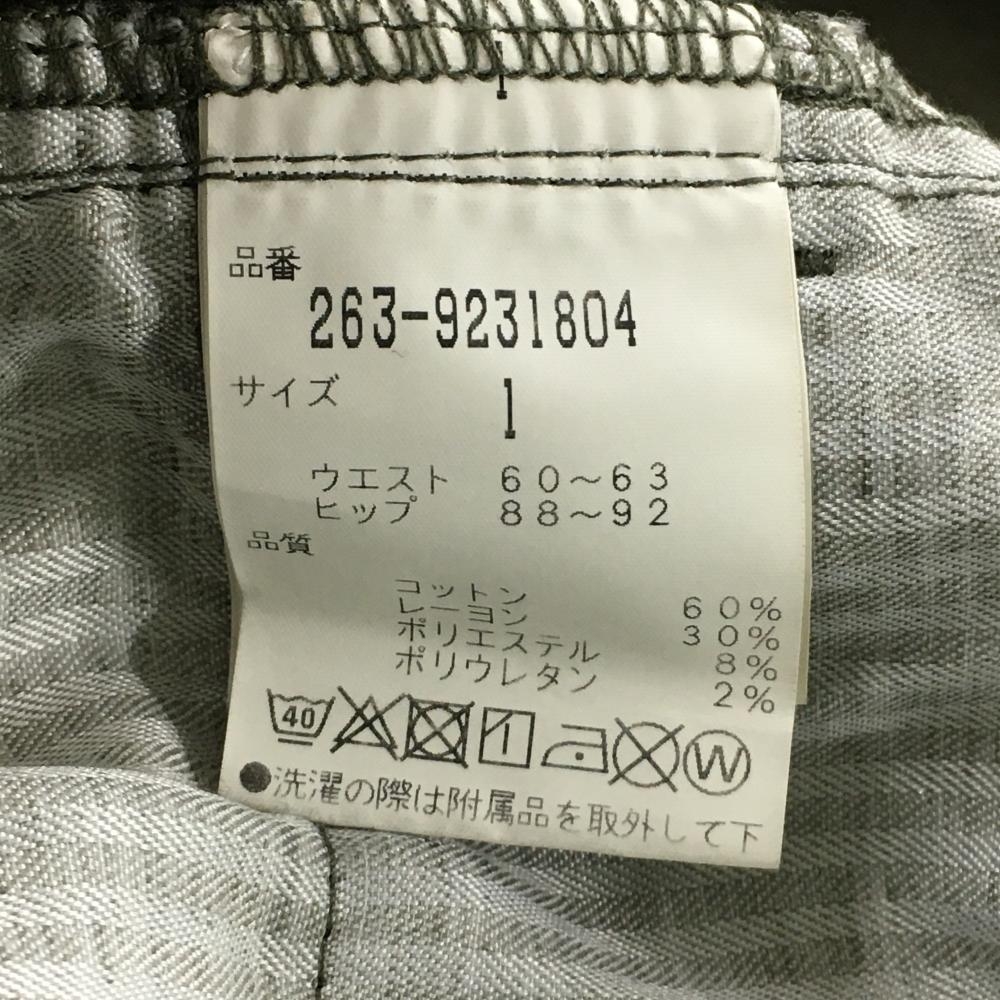 品番
263-9231804
サイズ
1
ウエスト 60～63
ヒップ 88～92
品質
コットン 60%
レーヨン 30%
ポリエステル 8%
ポリウレタン 2%
40 W
●洗濯の際は附属品を取外して下